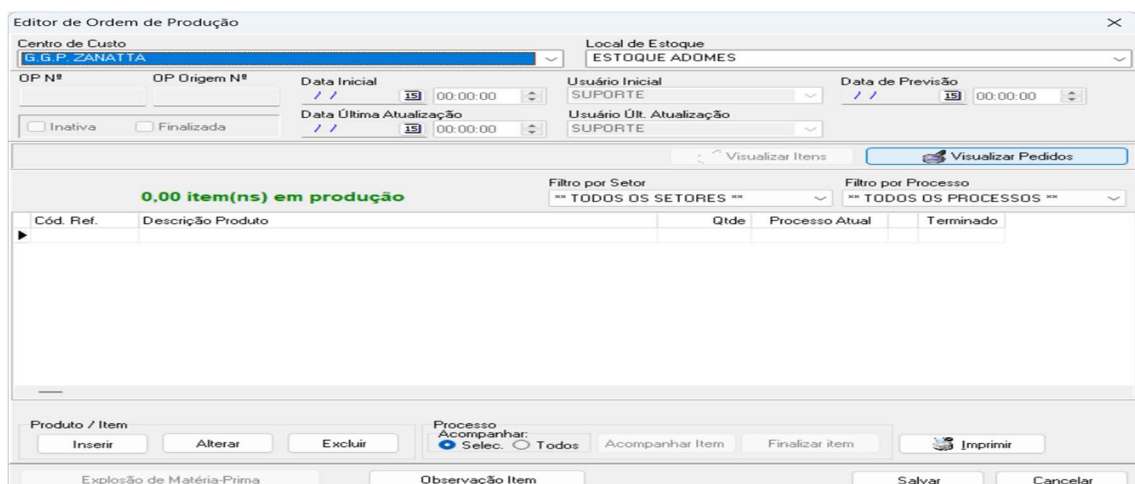 Editor de Ordem de Produção
Centro de Custo
Local de Estoque
G.G.P. ZANATTA
ESTOQUE ADOMES
OP Nº
OP Origem Nº
Data Inicial
Usuário Inicial
Data de Previsão
/ /
15
00:00:00
SUPORTE
/ /
15
00:00:00
Inativa
Finalizada
Data Última Atualização
Usuário Últ. Atualização
/ /
15
00:00:00
SUPORTE
Visualizar Itens
Visualizar Pedidos
0,00 item(ns) em produção
Filtro por Setor
Filtro por Processo
** TODOS OS SETORES **
** TODOS OS PROCESSOS **
Cód. Ref.
Descrição Produto
Qtde
Processo Atual
Terminado
Produto / Item
Inserir
Alterar
Excluir
Processo
Acompanhar:
Selec.
Todos
Acompanhar Item
Finalizar item
Imprimir
Explosão de Matéria-Prima
Observação Item
Salvar
Cancelar